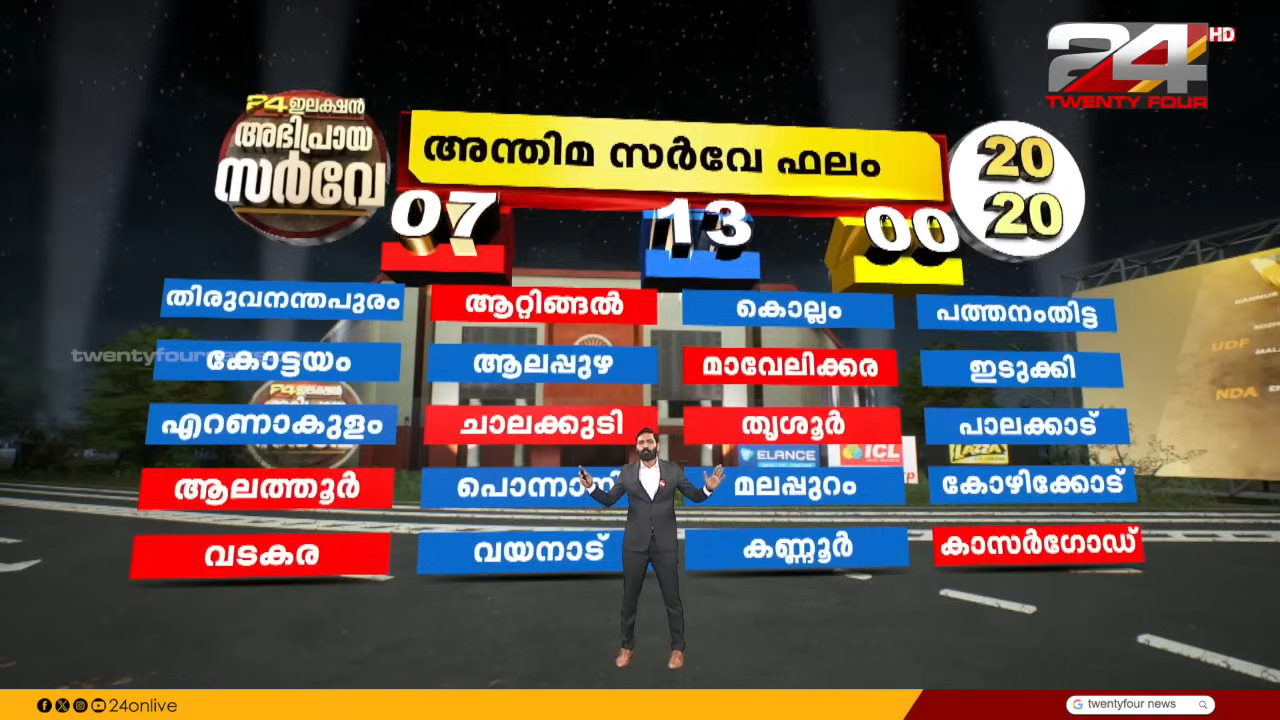 24 HD
TWENTY FOUR
24 ഇലക്ഷൻ
അഭിപ്രായ
സർവേ
അന്തിമ സർവേ ഫലം
20
20
07 13 00
തിരുവനന്തപുരം ആറ്റിങ്ങൽ കൊല്ലം പത്തനംതിട്ട
കോട്ടയം ആലപ്പുഴ മാവേലിക്കര ഇടുക്കി
എറണാകുളം ചാലക്കുടി തൃശൂർ പാലക്കാട്
ആലത്തൂർ മലപ്പുറം കോഴിക്കോട്
വടകര വയനാട് കണ്ണൂർ കാസർഗോഡ്
ELANCE
ICL
UDF
NDA
24onlive
twentyfour news